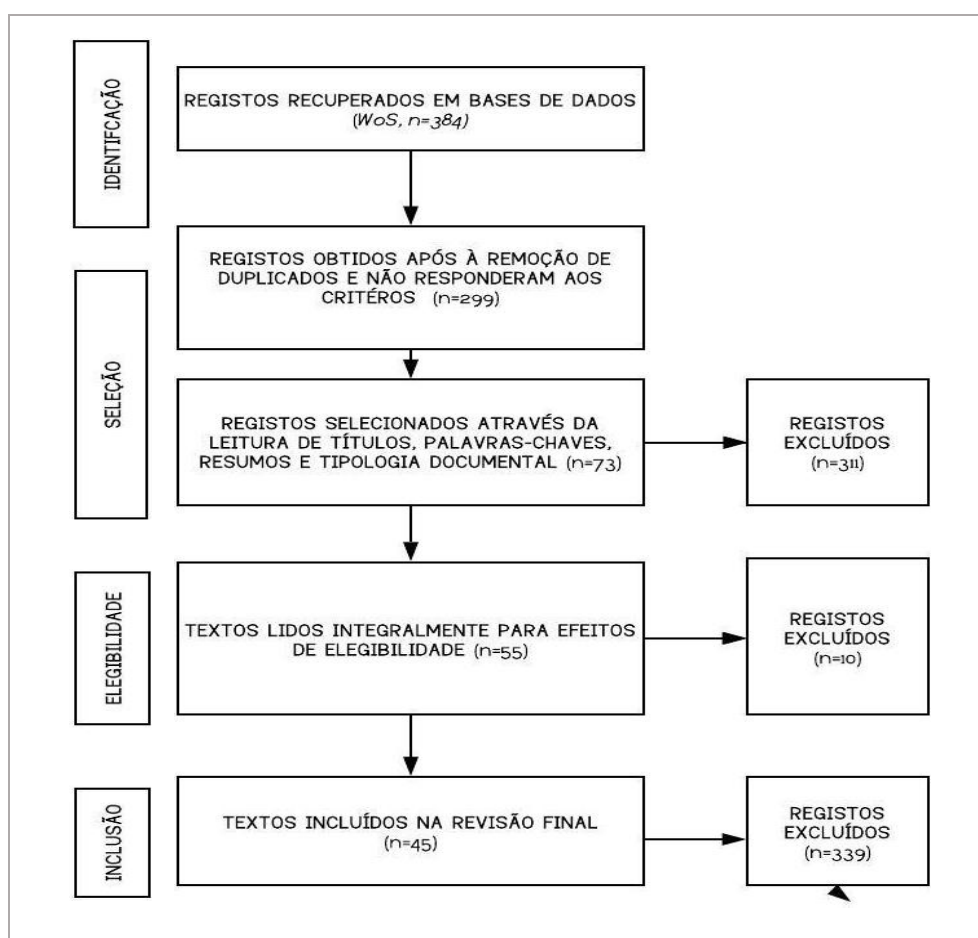 IDENTIFCAÇÃO
REGISTOS RECUPERADOS EM BASES DE DADOS
(WoS, n=384)
REGISTOS OBTIDOS APÓS À REMOÇÃO DE
DUPLICADOS E NÃO RESPONDERAM AOS
CRITÉROS (n=299)
SELEÇÃO
REGISTOS SELECIONADOS ATRAVÉS DA
LEITURA DE TÍTULOS, PALAVRAS-CHAVES,
RESUMOS E TIPOLOGIA DOCUMENTAL (n=73)
REGISTOS
EXCLUÍDOS
(n=311)
ELEGIBILIDADE
TEXTOS LIDOS INTEGRALMENTE PARA EFEITOS
DE ELEGIBILIDADE (n=55)
REGISTOS
EXCLUÍDOS
(n=10)
INCLUSÃO
TEXTOS INCLUÍDOS NA REVISÃO FINAL
(n=45)
REGISTOS
EXCLUÍDOS
(n=339)